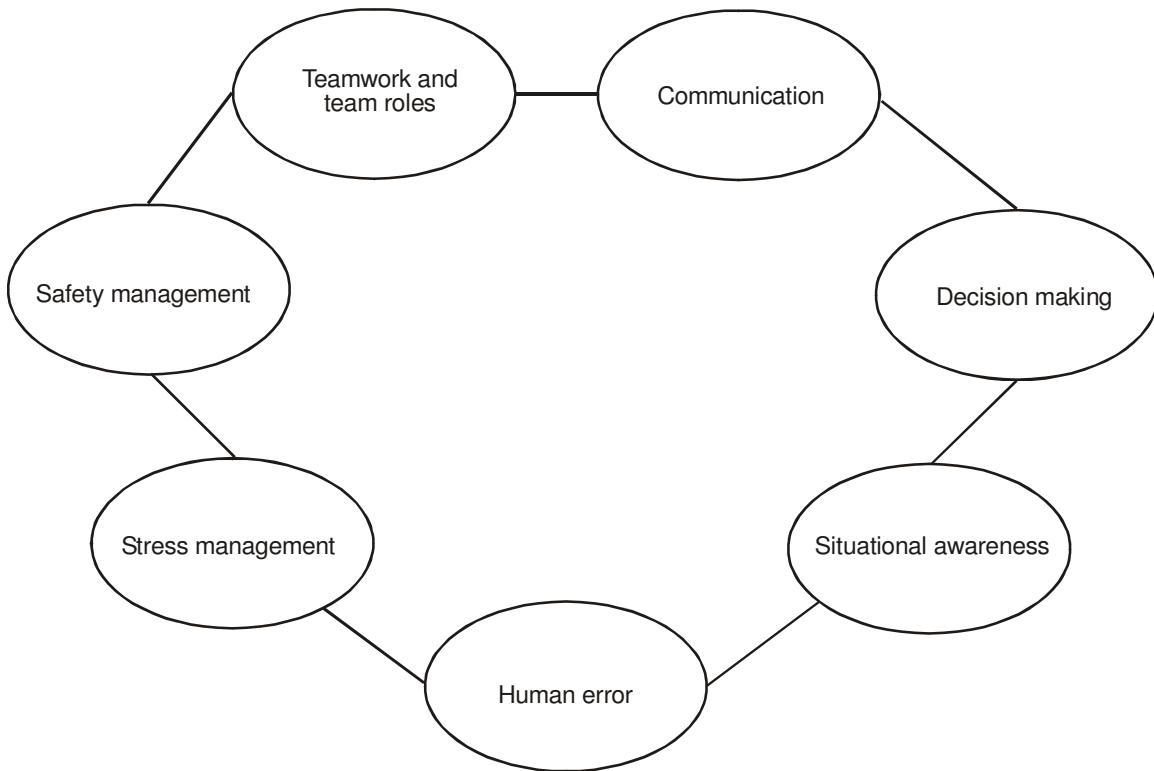 Teamwork and
team roles
Communication
Safety management
Decision making
Stress management
Situational awareness
Human error